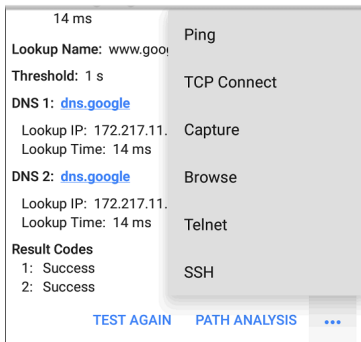 14 ms
Lookup Name: www.goog
Threshold: 1 s
DNS 1: dns.google
Lookup IP: 172.217.11.
Lookup Time: 14 ms
DNS 2: dns.google
Lookup IP: 172.217.11.
Lookup Time: 14 ms
Result Codes
1: Success
2: Success
Ping
TCP Connect
Capture
Browse
Telnet
SSH
TEST AGAIN PATH ANALYSIS •••